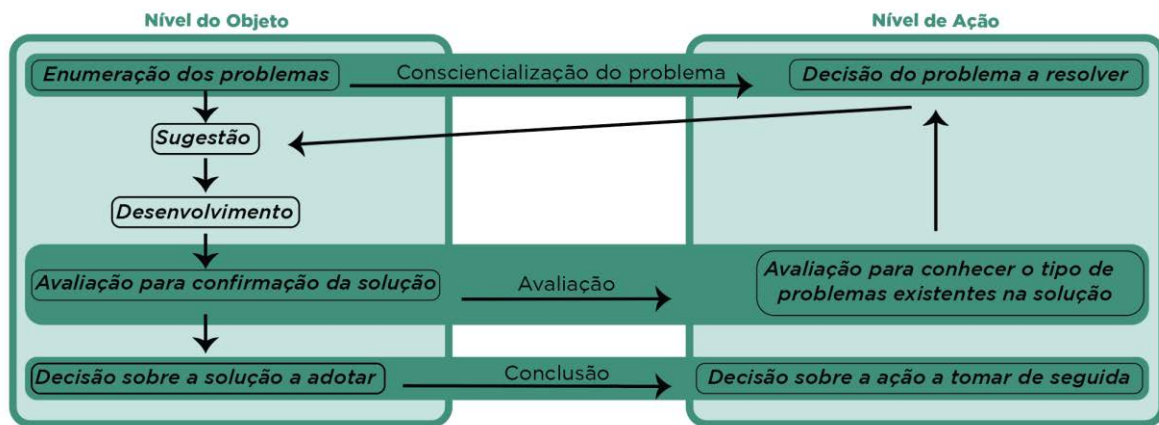 Nível do Objeto
Nível de Ação
Enumeração dos problemas
Consciencialização do problema
Decisão do problema a resolver
Sugestão
Desenvolvimento
Avaliação para confirmação da solução
Avaliação
Avaliação para conhecer o tipo de
problemas existentes na solução
Decisão sobre a solução a adotar
Conclusão
Decisão sobre a ação a tomar de seguida